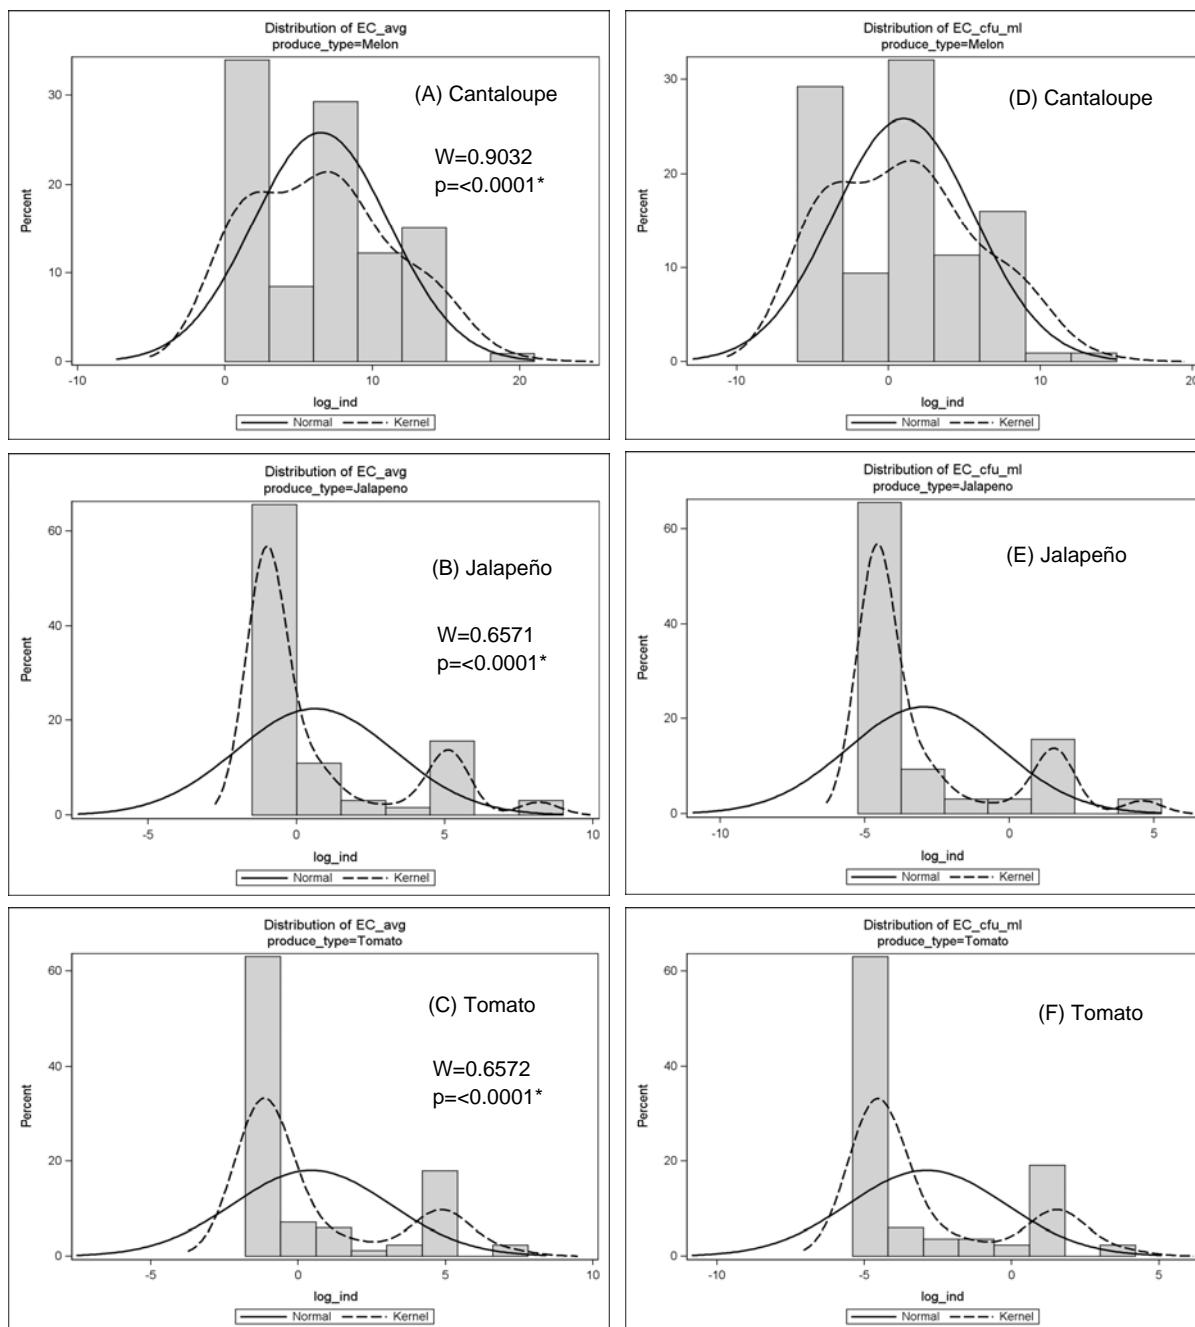 Distribution of EC_avg
produce_type=Melon
(A) Cantaloupe
W=0.9032
p=<0.0001*
Percent
30
20
10
0
-10 0 10 20
log_ind
Normal Kernel
Distribution of EC_cfu_ml
produce_type=Melon
(D) Cantaloupe
Percent
30
20
10
0
-10 0 10 20
log_ind
Normal Kernel
Distribution of EC_avg
produce_type=Jalapeno
(B) Jalapeño
W=0.6571
p=<0.0001*
Percent
60
40
20
0
-5 0 5 10
log_ind
Normal Kernel
Distribution of EC_cfu_ml
produce_type=Jalapeno
(E) Jalapeño
Percent
60
40
20
0
-10 -5 0 5
log_ind
Normal Kernel
Distribution of EC_avg
produce_type=Tomato
(C) Tomato
W=0.6572
p=<0.0001*
Percent
60
40
20
0
-5 0 5 10
log_ind
Normal Kernel
Distribution of EC_cfu_ml
produce_type=Tomato
(F) Tomato
Percent
60
40
20
0
-10 -5 0 5
log_ind
Normal Kernel